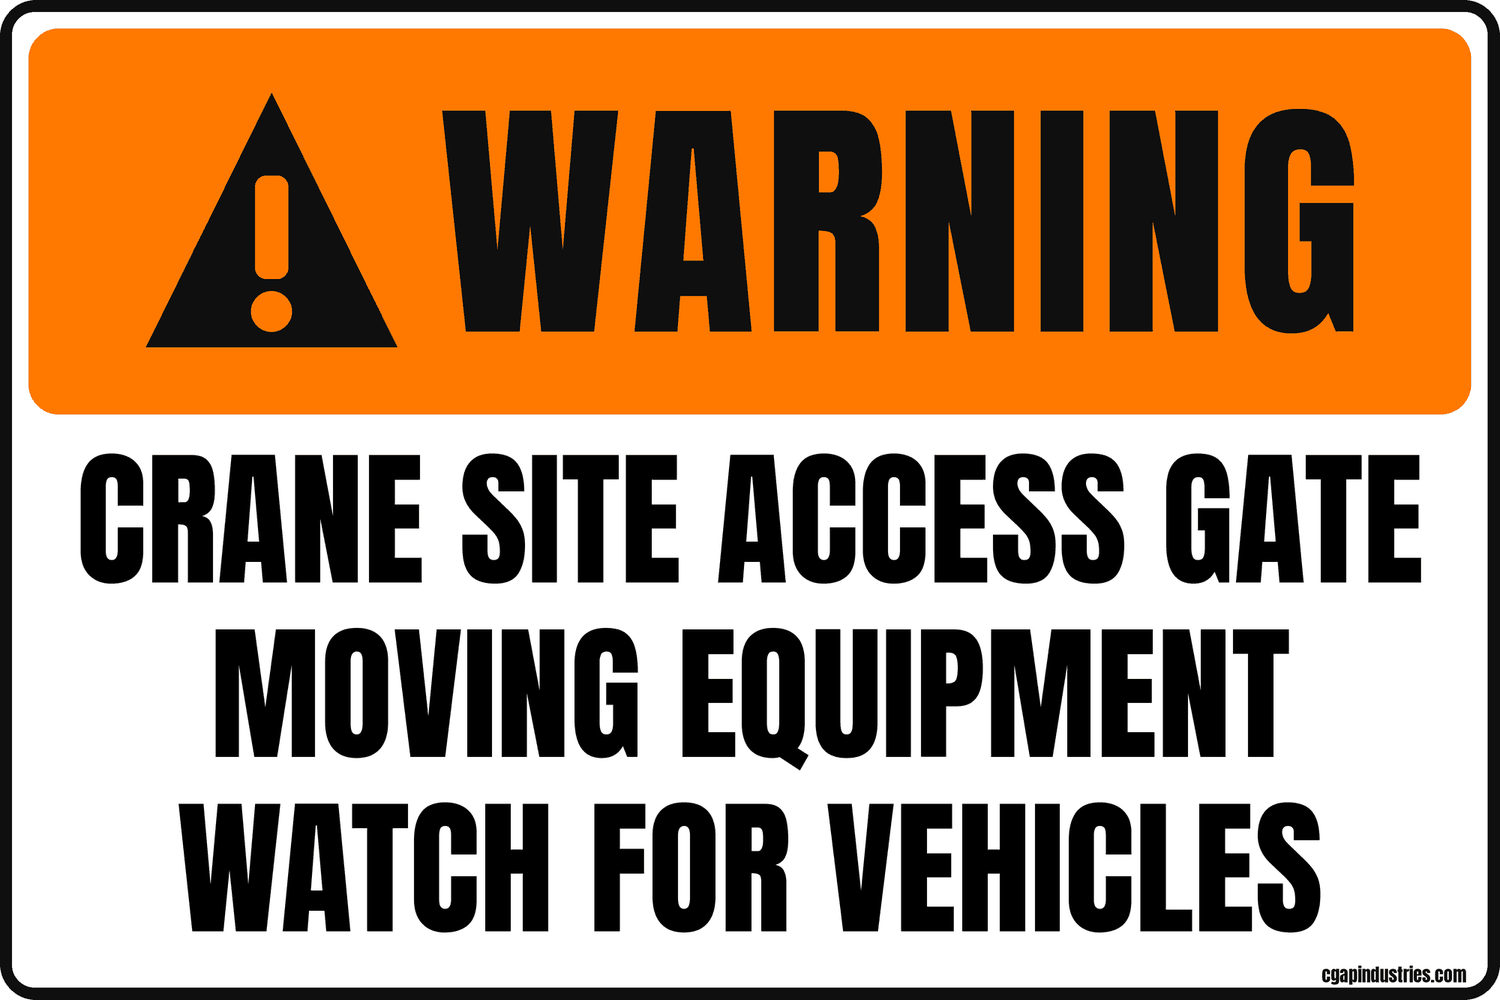 WARNING
CRANE SITE ACCESS GATE
MOVING EQUIPMENT
WATCH FOR VEHICLES
cgapindustries.com